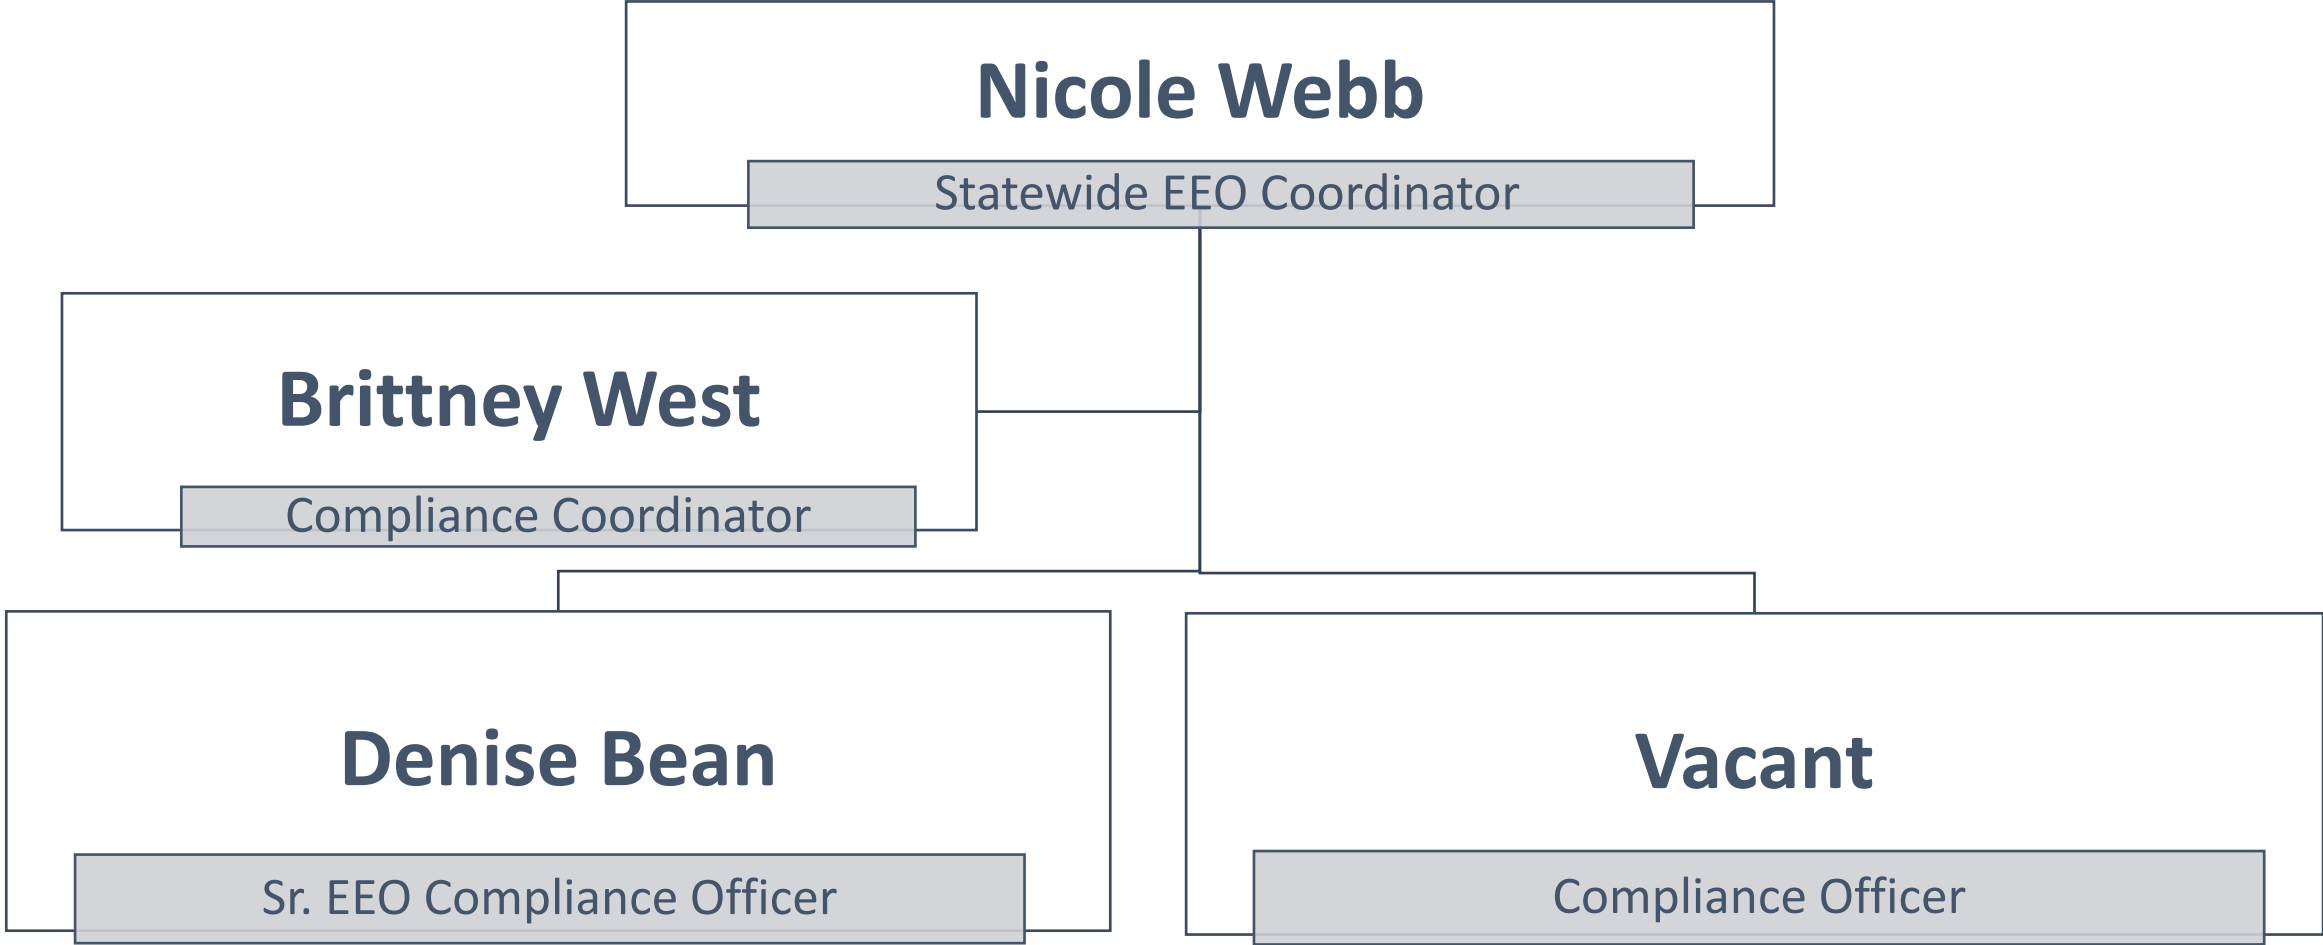 Nicole Webb
Statewide EEO Coordinator
Brittney West
Compliance Coordinator
Denise Bean
Sr. EEO Compliance Officer
Vacant
Compliance Officer